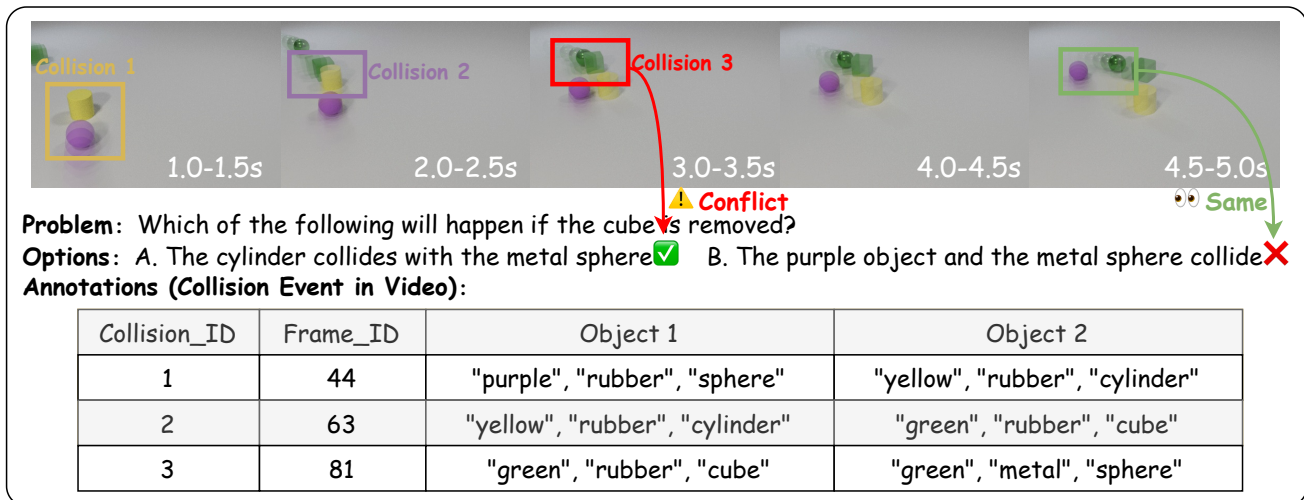 Collision 1
Collision 2
Collision 3
1.0-1.5s
2.0-2.5s
3.0-3.5s
4.0-4.5s
4.5-5.0s
Conflict
Same
Problem: Which of the following will happen if the cube is removed?
Options: A. The cylinder collides with the metal sphere✅ B. The purple object and the metal sphere collide❌
Annotations (Collision Event in Video):
Collision_ID Frame_ID Object 1 Object 2
1 44 "purple", "rubber", "sphere" "yellow", "rubber", "cylinder"
2 63 "yellow", "rubber", "cylinder" "green", "rubber", "cube"
3 81 "green", "rubber", "cube" "green", "metal", "sphere"